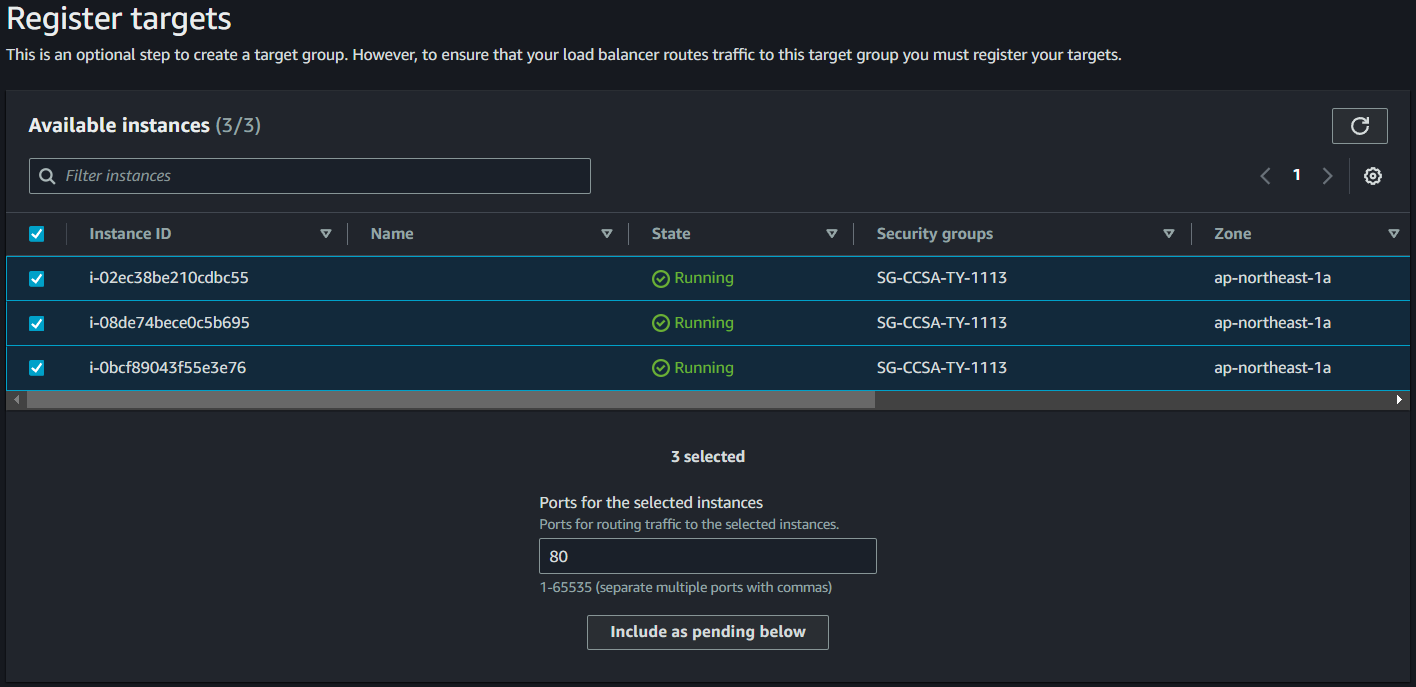 Register targets
This is an optional step to create a target group. However, to ensure that your load balancer routes traffic to this target group you must register your targets.
Available instances (3/3)
Filter instances
1
Instance ID Name State Security groups Zone
i-02ec38be210cdbc55 Running SG-CCSA-TY-1113 ap-northeast-1a
i-08de74bece0c5b695 Running SG-CCSA-TY-1113 ap-northeast-1a
i-0bcf89043f55e3e76 Running SG-CCSA-TY-1113 ap-northeast-1a
3 selected
Ports for the selected instances
Ports for routing traffic to the selected instances.
80
1-65535 (separate multiple ports with commas)
Include as pending below